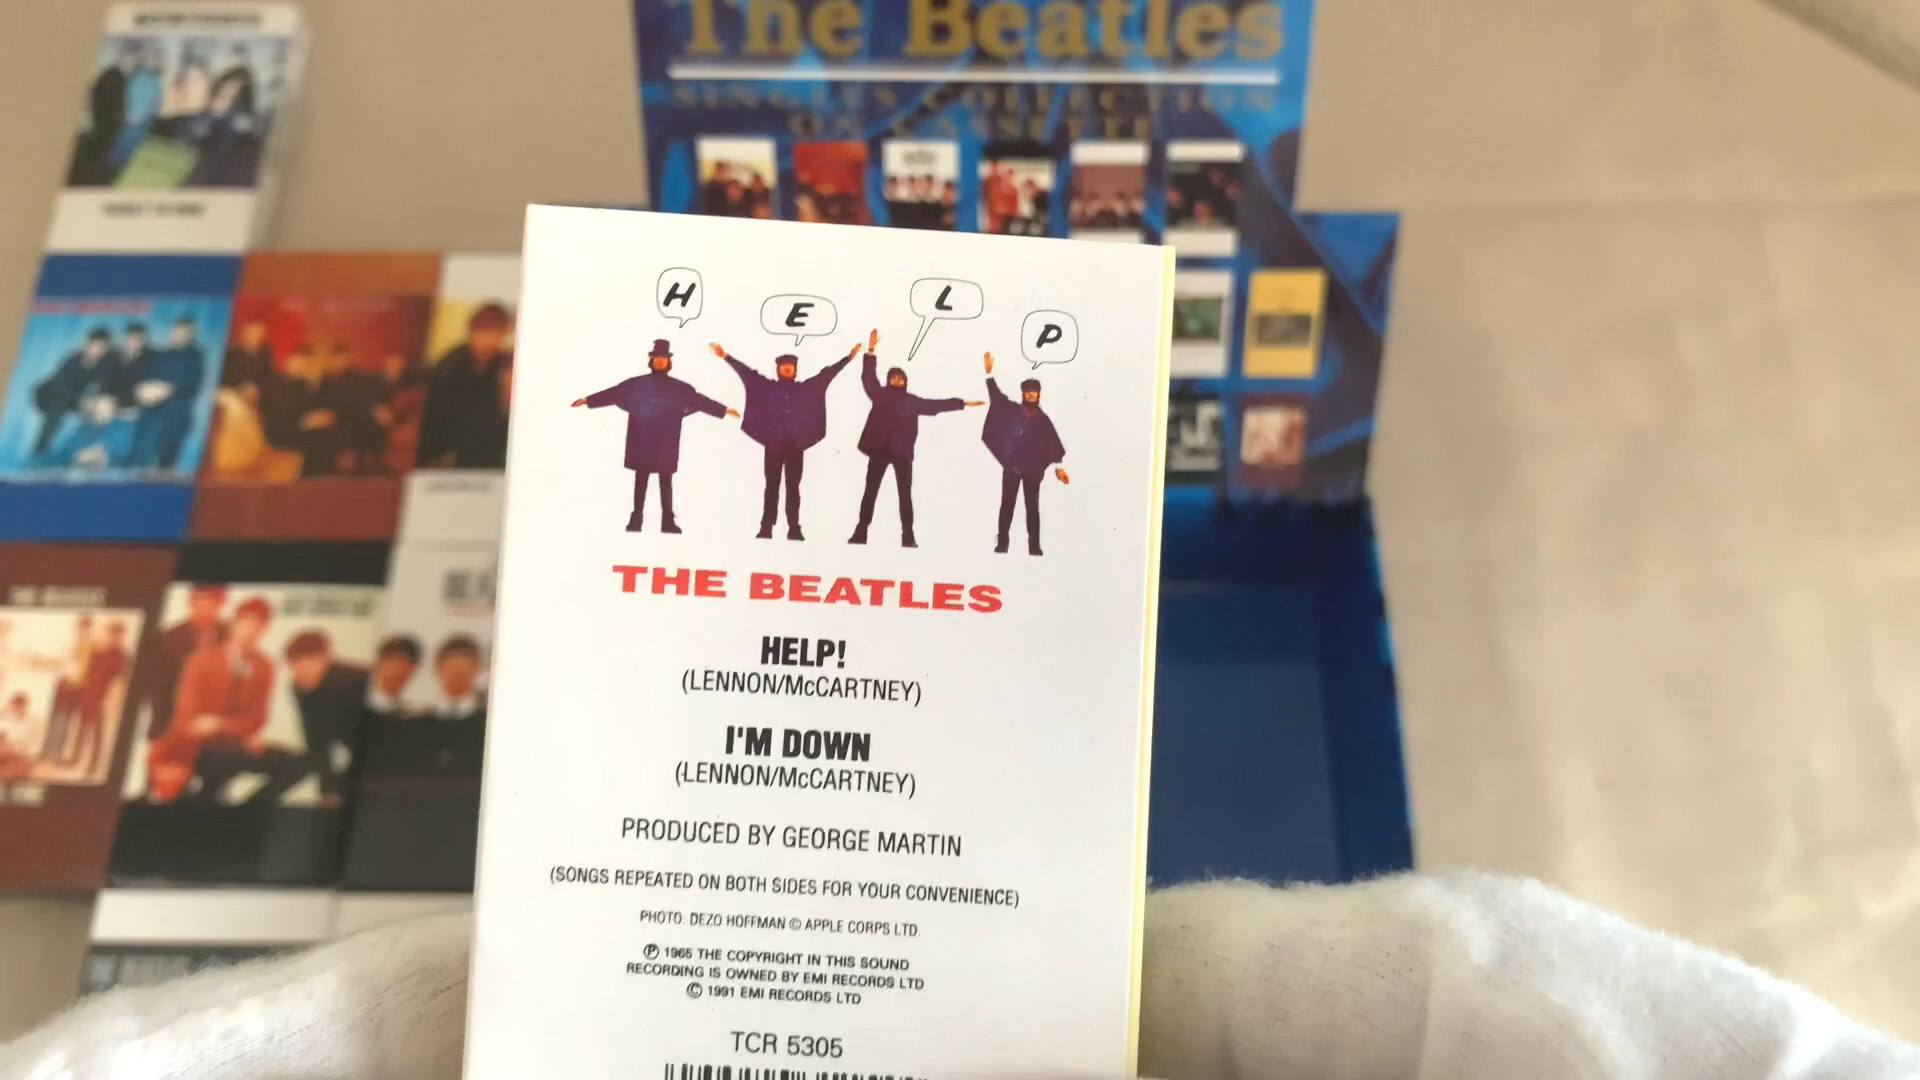 The Beatles
SINGLES COLLECTION
ON CASSETTE
H
E
L
P
THE BEATLES
HELP!
(LENNON/McCARTNEY)
I'M DOWN
(LENNON/McCARTNEY)
PRODUCED BY GEORGE MARTIN
(SONGS REPEATED ON BOTH SIDES FOR YOUR CONVENIENCE)
PHOTO: DEZO HOFFMAN © APPLE CORPS LTD.
Ⓟ 1965 THE COPYRIGHT IN THIS SOUND
RECORDING IS OWNED BY EMI RECORDS LTD
© 1991 EMI RECORDS LTD
TCR 5305